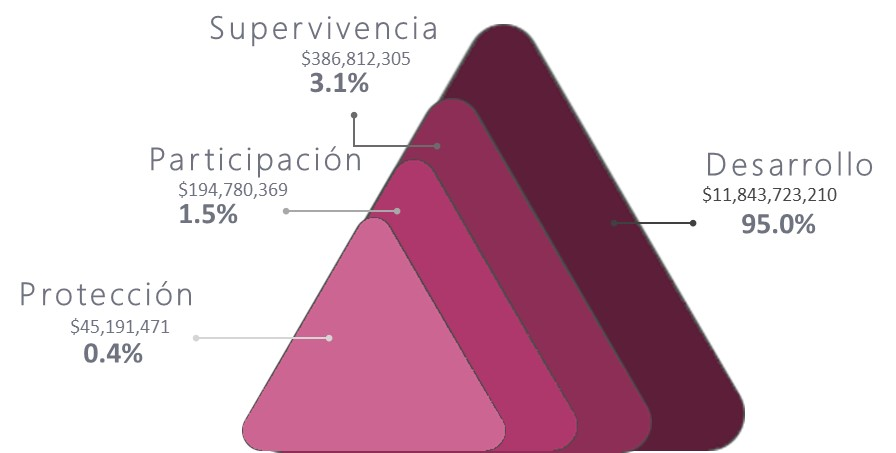 Supervivencia
$386,812,305
3.1%
Participación
$194,780,369
1.5%
Desarrollo
$11,843,723,210
95.0%
Protección
$45,191,471
0.4%